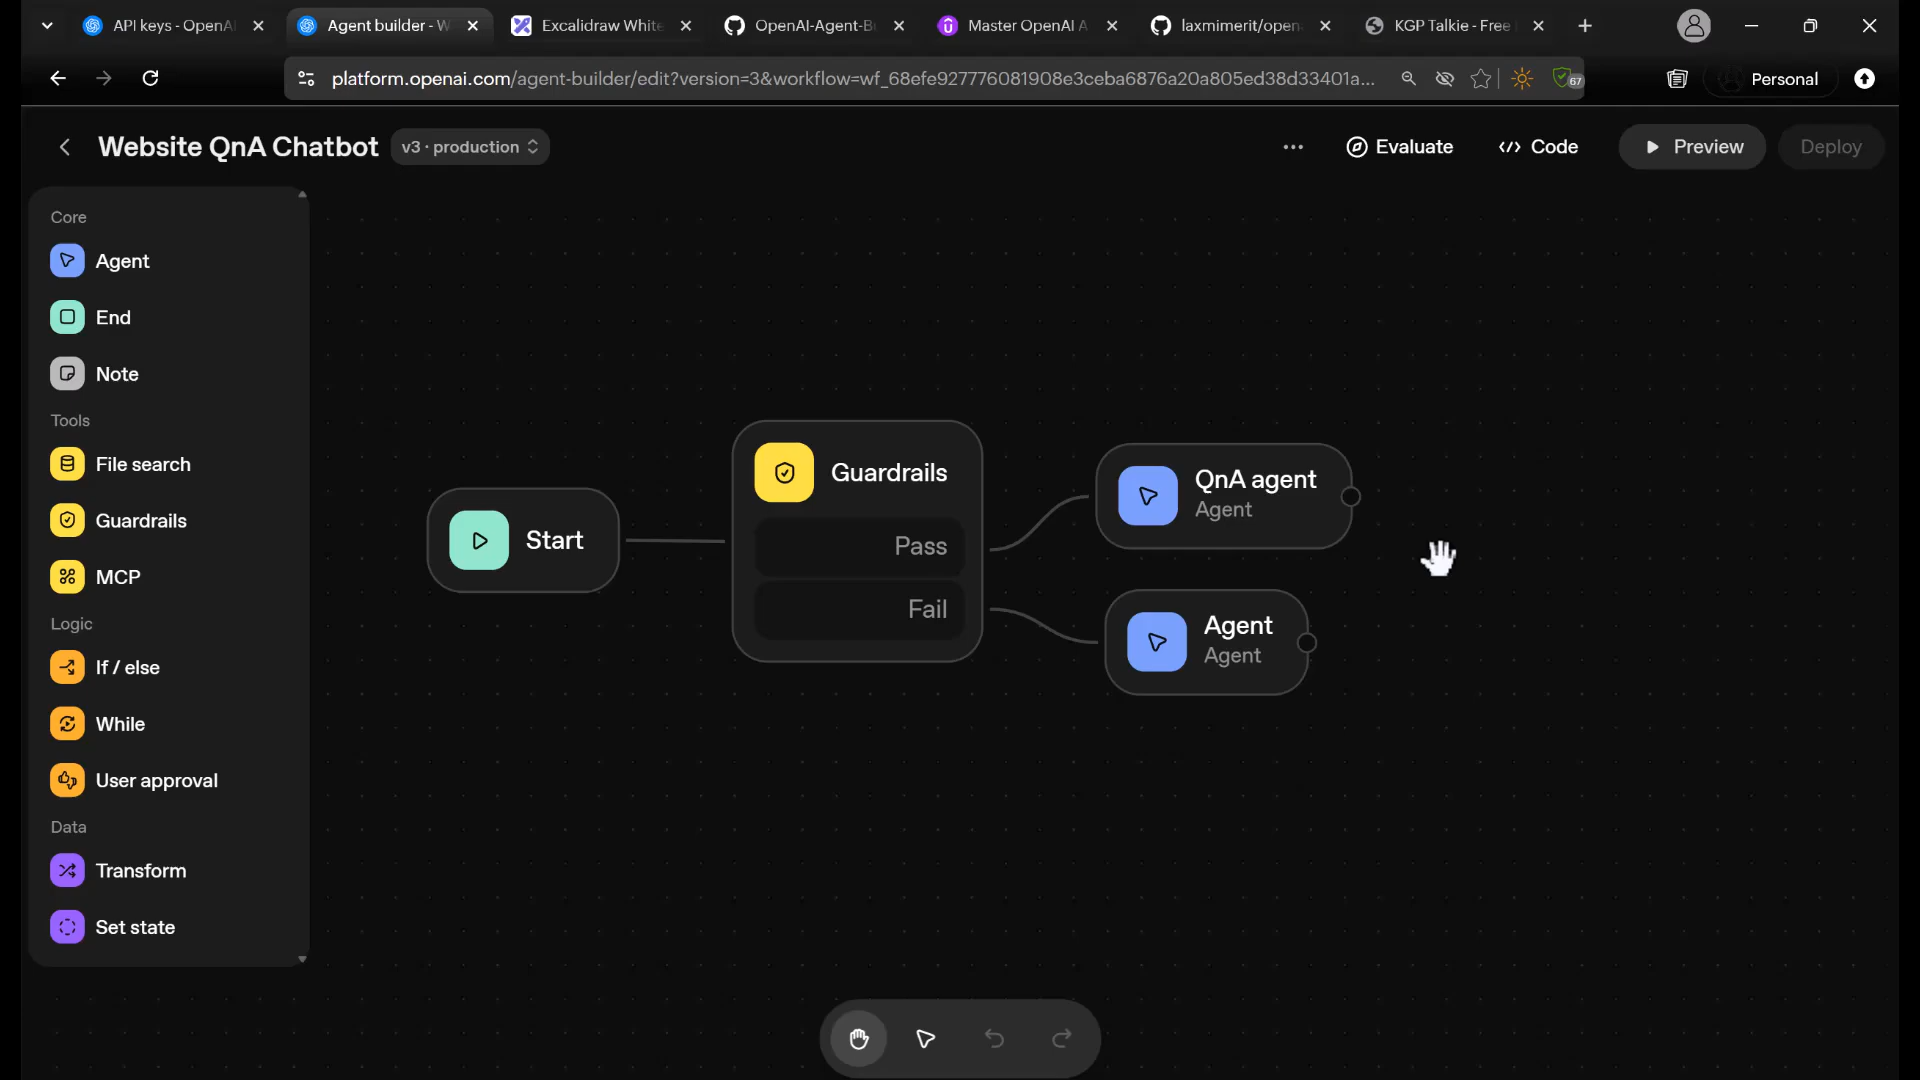 API keys - OpenAI
Agent builder - W
Excalidraw White
OpenAI-Agent-B
Master OpenAI A
laxmimerit/open
KGP Talkie - Free
platform.openai.com/agent-builder/edit?version=3&workflow=wf_68efe927776081908e3ceba6876a20a805ed38d33401a...
67
Personal
Website QnA Chatbot
v3 · production
Evaluate
Code
Preview
Deploy
Core
Agent
End
Note
Tools
File search
Guardrails
MCP
Logic
If / else
While
User approval
Data
Transform
Set state
Start
Guardrails
Pass
Fail
QnA agent
Agent
Agent
Agent